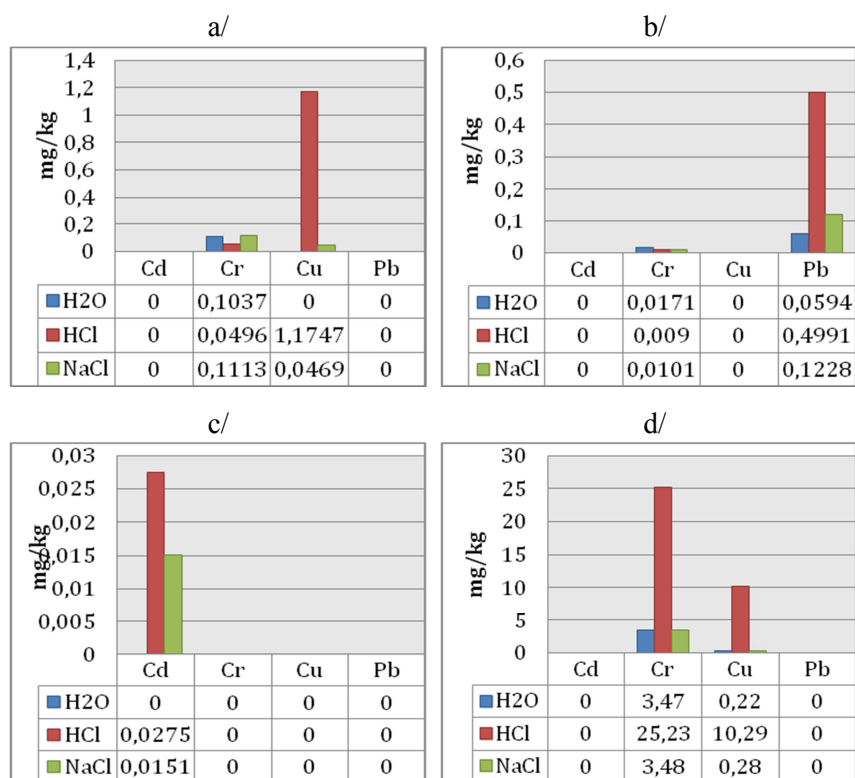 a/
1,4
1,2
1
0,8
0,6
0,4
0,2
0
mg/kg
Cd Cr Cu Pb
H2O 0 0,1037 0 0
HCl 0 0,0496 1,1747 0
NaCl 0 0,1113 0,0469 0
b/
0,6
0,5
0,4
0,3
0,2
0,1
0
mg/kg
Cd Cr Cu Pb
H2O 0 0,0171 0 0,0594
HCl 0 0,009 0 0,4991
NaCl 0 0,0101 0 0,1228
c/
0,03
0,025
0,02
0,015
0,01
0,005
0
mg/kg
Cd Cr Cu Pb
H2O 0 0 0 0
HCl 0,0275 0 0 0
NaCl 0,0151 0 0 0
d/
30
25
20
15
10
5
0
mg/kg
Cd Cr Cu Pb
H2O 0 3,47 0,22 0
HCl 0 25,23 10,29 0
NaCl 0 3,48 0,28 0